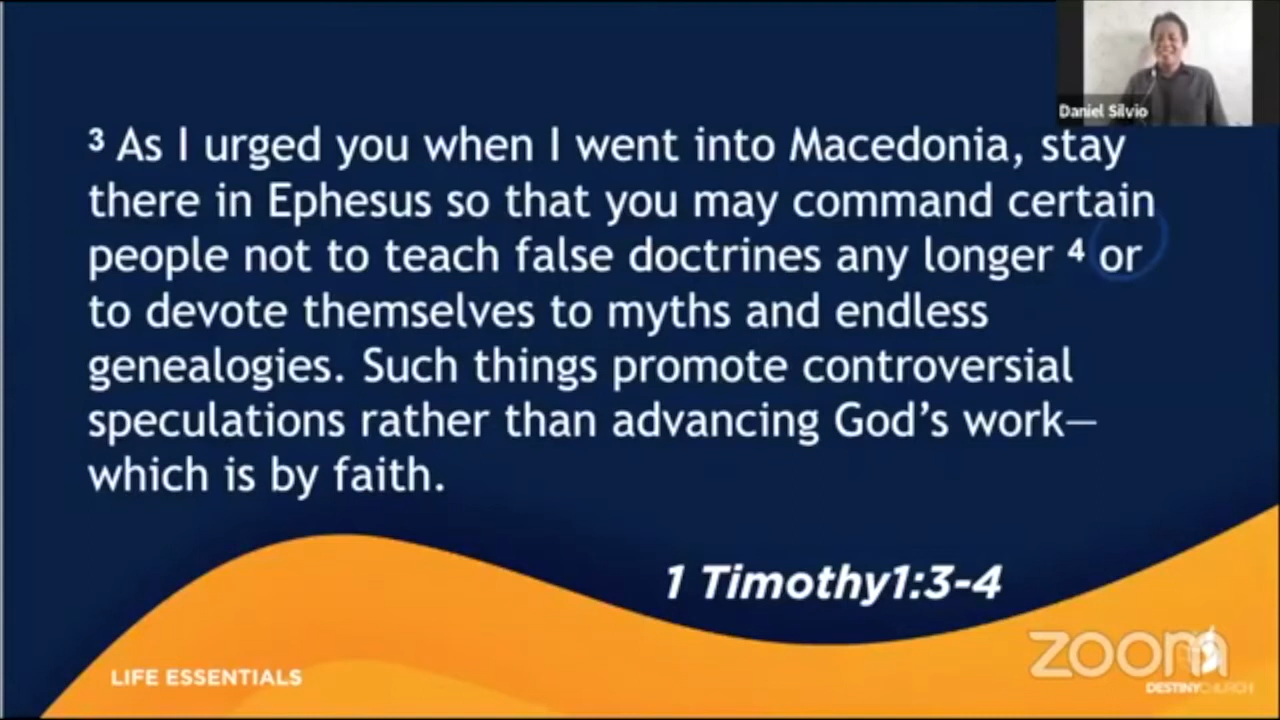 Daniel Silvio
³ As I urged you when I went into Macedonia, stay
there in Ephesus so that you may command certain
people not to teach false doctrines any longer ⁴ or
to devote themselves to myths and endless
genealogies. Such things promote controversial
speculations rather than advancing God’s work—
which is by faith.
1 Timothy1:3-4
LIFE ESSENTIALS
zoom
DESTINY CHURCH